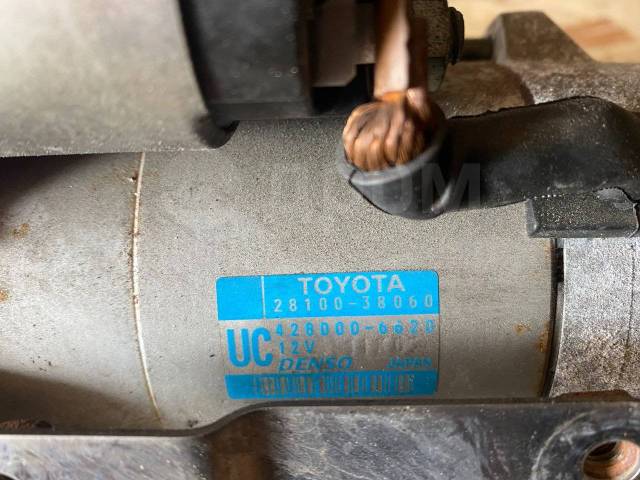 TOYOTA
28100-38060
428000-6620
UC 12V
DENSO JAPAN